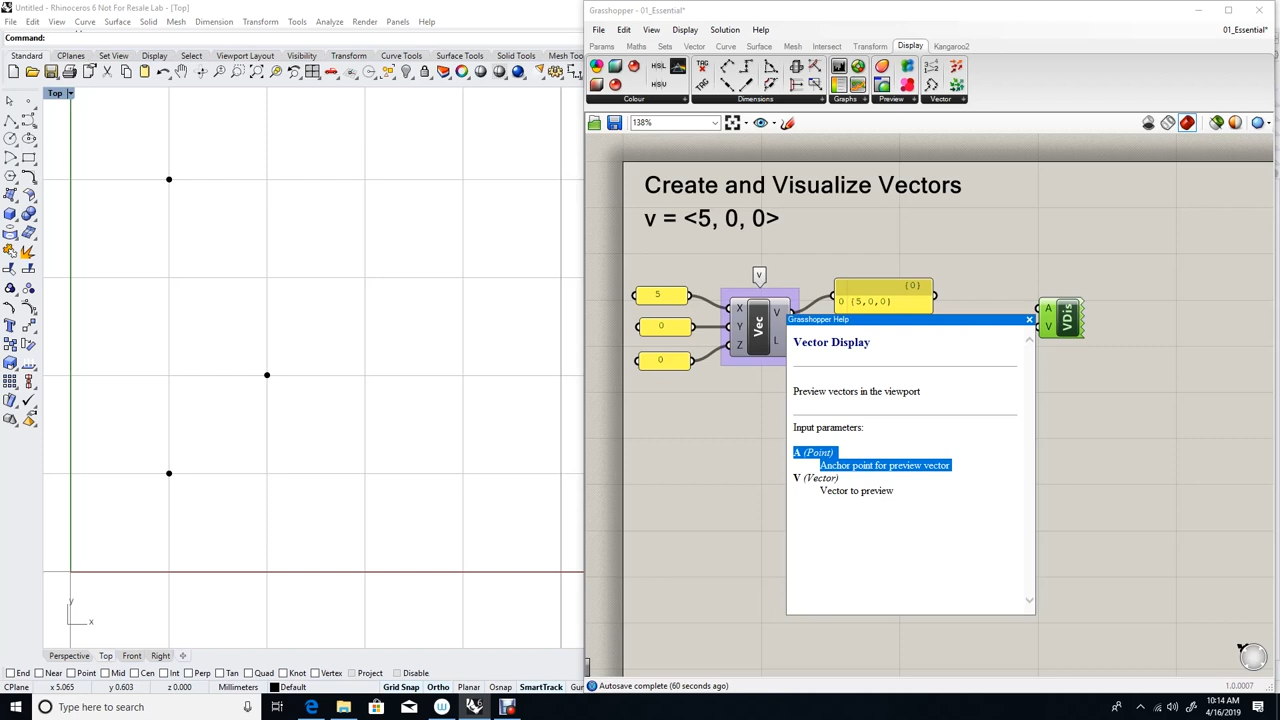 Untitled - Rhinoceros 6 Not For Resale Lab - [Top]
File Edit View Curve Surface Solid Mesh Dimension Transform Tools Analyze Render Panels Help
Command:
Standard CPlanes Set View Display Select Viewport Layout Visibility Transform Curve Tools Surface Tools Solid Tools Mesh Too
Top
y
x
Perspective Top Front Right
End Near Point Mid Cen Int Perp Tan Quad Knot Vertex Project Disable
CPlane x 5.065 y 0.603 z 0.000 Millimeters Default Grid Snap Ortho Planar Osnap SmartTrack Gum
Grasshopper - 01_Essential*
File Edit View Display Solution Help 01_Essential*
Params Maths Sets Vector Curve Surface Mesh Intersect Transform Display Kangaroo2
HSL
HSV
TAG
TAG
Colour Dimensions Graphs Preview Vector
138%
Create and Visualize Vectors
v = <5, 0, 0>
v
5
0
0
X
Y
Z
Vec
V
L
{0}
0 {5,0,0}
A
V
VDis
Grasshopper Help
Vector Display
Preview vectors in the viewport
Input parameters:
A (Point)
Anchor point for preview vector
V (Vector)
Vector to preview
Autosave complete (60 seconds ago)
1.0.0007
Type here to search
10:14 AM
4/16/2019